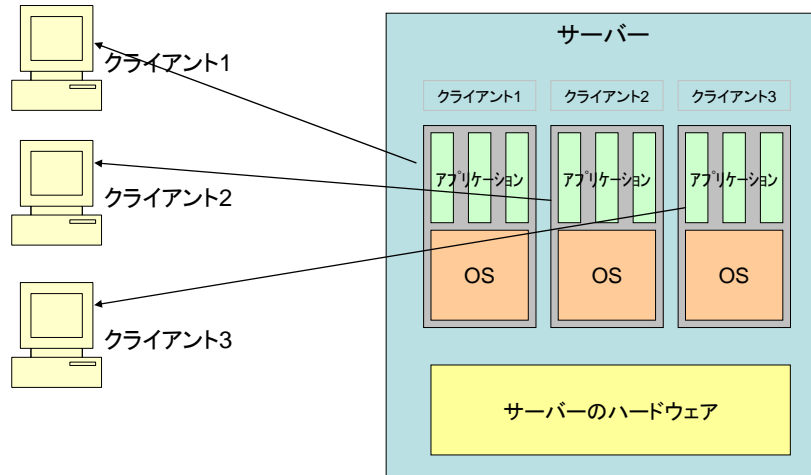 サーバー
クライアント1
クライアント2
クライアント3
クライアント1
クライアント2
クライアント3
アプリケーション
アプリケーション
アプリケーション
OS
OS
OS
サーバーのハードウェア